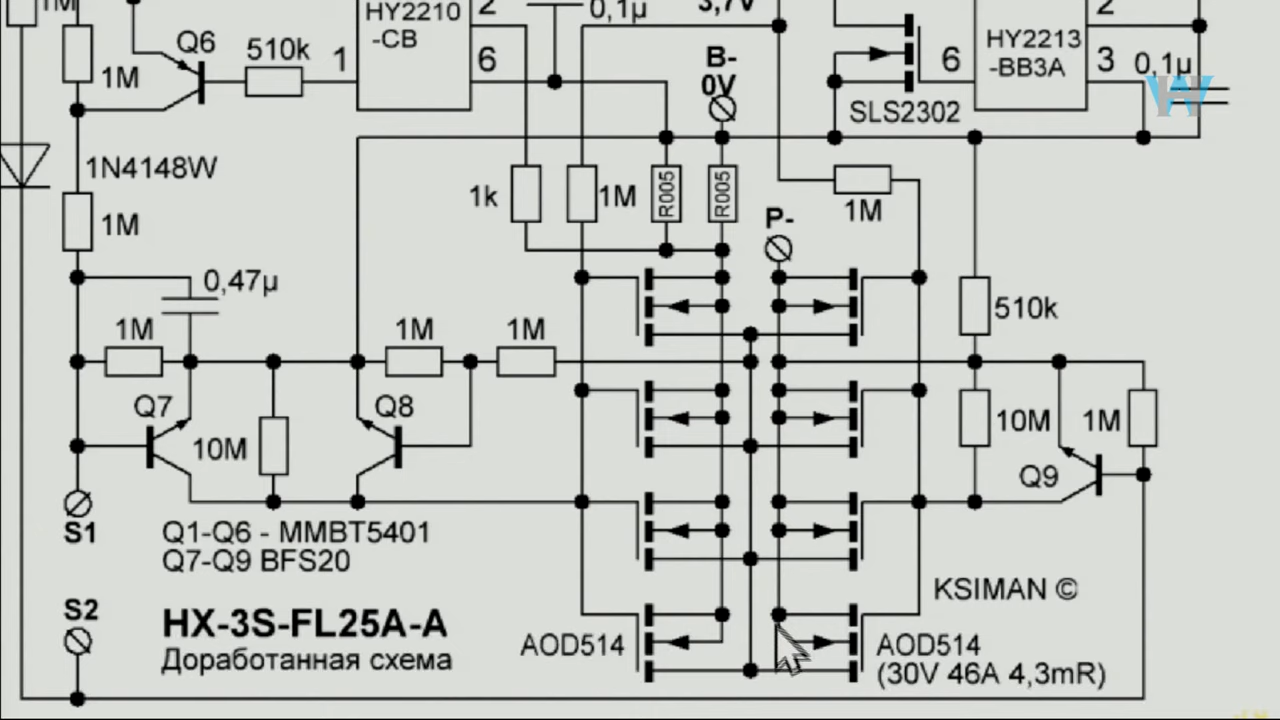 1M
HY2210
-CB
2
0,1µ
3,7V
2
Q6
510k
1
6
B-
0V
6
HY2213
-BB3A
3
0,1µ
1M
SLS2302
1N4148W
1k
1M
R005
R005
1M
1M
P-
0,47µ
510k
1M
1M
1M
Q7
Q8
10M
10M
1M
Q9
S1
Q1-Q6 - MMBT5401
Q7-Q9 BFS20
KSIMAN ©
S2
HX-3S-FL25A-A
Доработанная схема
AOD514
AOD514
(30V 46A 4,3mR)